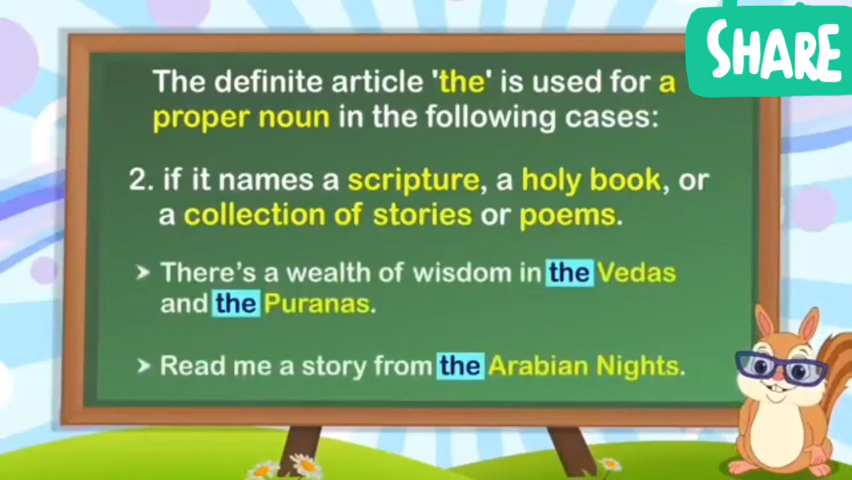 SHARE
The definite article 'the' is used for a
proper noun in the following cases:
2. if it names a scripture, a holy book, or
a collection of stories or poems.
➤ There's a wealth of wisdom in the Vedas
and the Puranas.
➤ Read me a story from the Arabian Nights.